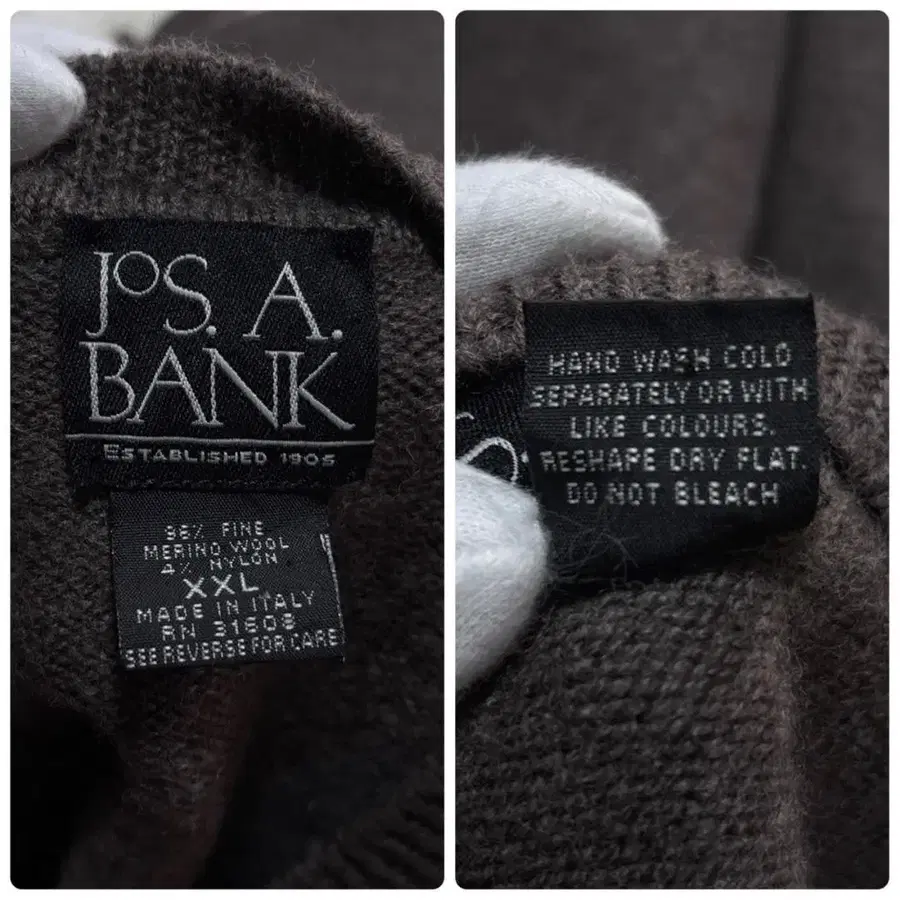 JOS. A.
BANK
ESTABLISHED 1905
96% FINE
MERINO WOOL
4% NYLON
XXL
MADE IN ITALY
RN 31608
SEE REVERSE FOR CARE
HAND WASH COLD
SEPARATELY OR WITH
LIKE COLOURS.
RESHAPE DRY FLAT.
DO NOT BLEACH